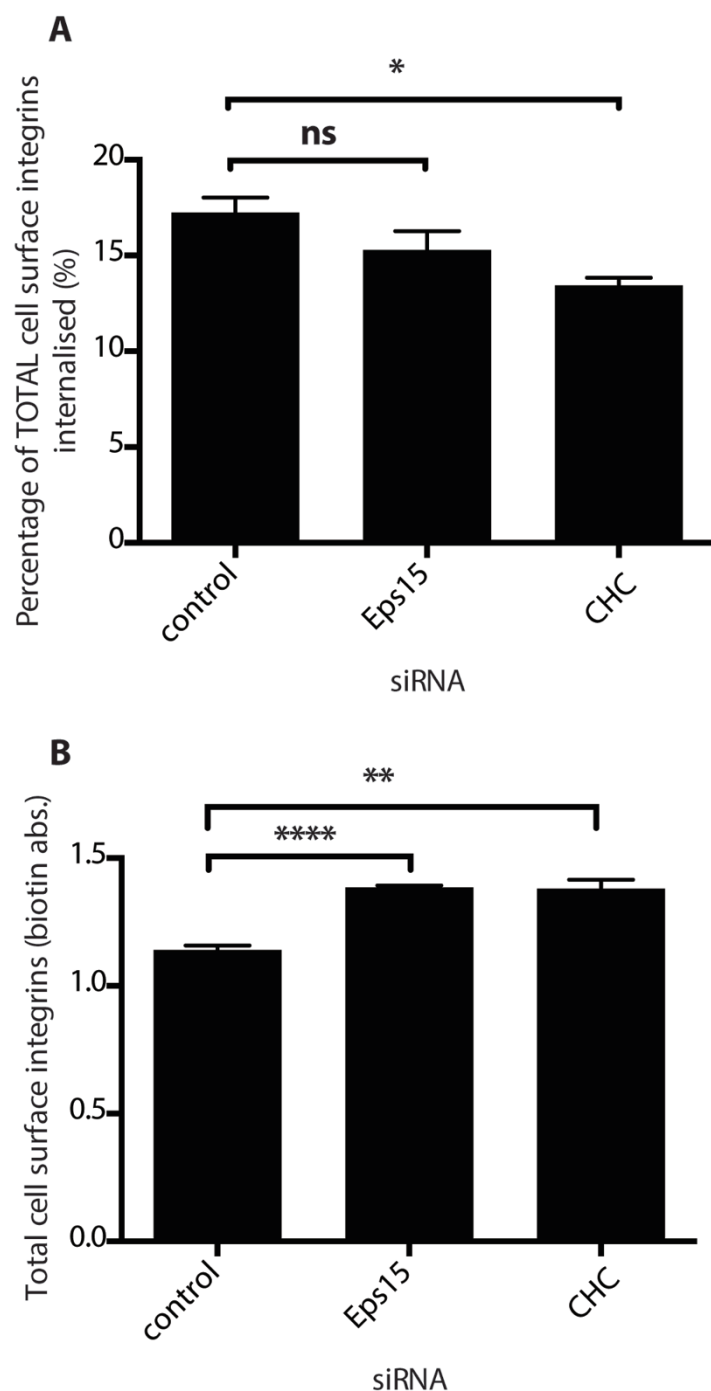 A
*
ns
20
15
10
5
0
Percentage of TOTAL cell surface integrins
internalised (%)
control
Eps15
CHC
siRNA
B
**
****
1.5
1.0
0.5
0.0
Total cell surface integrins (biotin abs.)
control
Eps15
CHC
siRNA